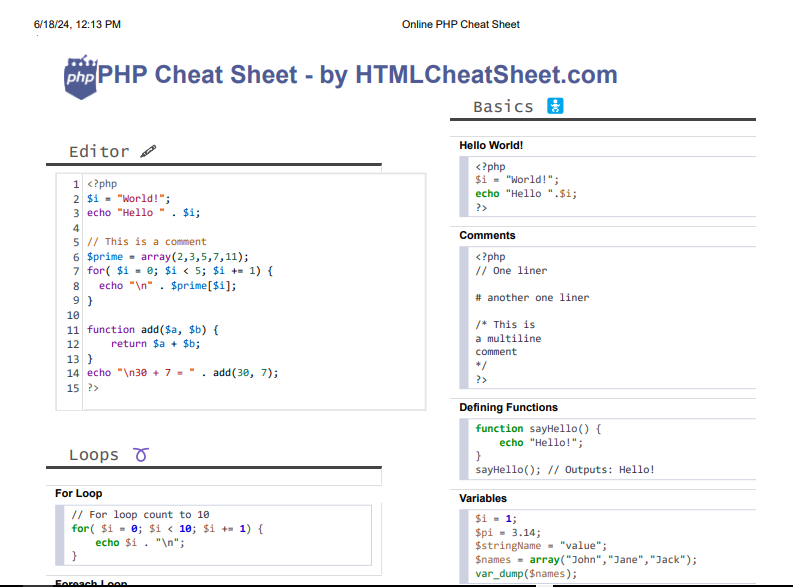 6/18/24, 12:13 PM
Online PHP Cheat Sheet
php
PHP Cheat Sheet - by HTMLCheatSheet.com
Editor
1 <?php
2 $i = "World!";
3 echo "Hello " . $i;
4
5 // This is a comment
6 $prime = array(2,3,5,7,11);
7 for( $i = 0; $i < 5; $i += 1) {
8   echo "\n" . $prime[$i];
9 }
10
11 function add($a, $b) {
12     return $a + $b;
13 }
14 echo "\n30 + 7 = " . add(30, 7);
15 ?>
Loops
For Loop
// For loop count to 10
for( $i = 0; $i < 10; $i += 1) {
    echo $i . "\n";
}
Foreach Loop
Basics
Hello World!
<?php
$i = "World!";
echo "Hello ".$i;
?>
Comments
<?php
// One liner
# another one liner
/* This is
a multiline
comment
*/
?>
Defining Functions
function sayHello() {
    echo "Hello!";
}
sayHello(); // Outputs: Hello!
Variables
$i = 1;
$pi = 3.14;
$stringName = "value";
$names = array("John","Jane","Jack");
var_dump($names);